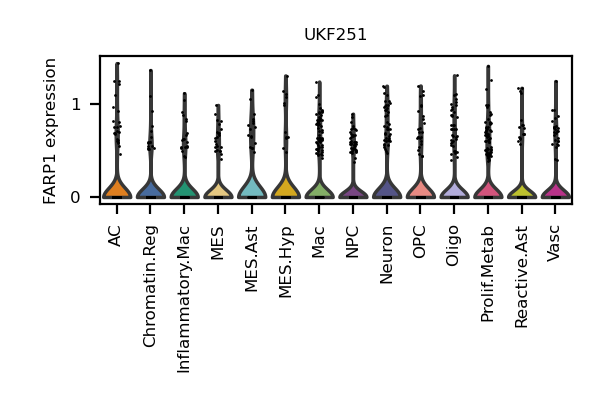 UKF251
FARP1 expression
1
0
AC
Chromatin.Reg
Inflammatory.Mac
MES
MES.Ast
MES.Hyp
Mac
NPC
Neuron
OPC
Oligo
Prolif.Metab
Reactive.Ast
Vasc